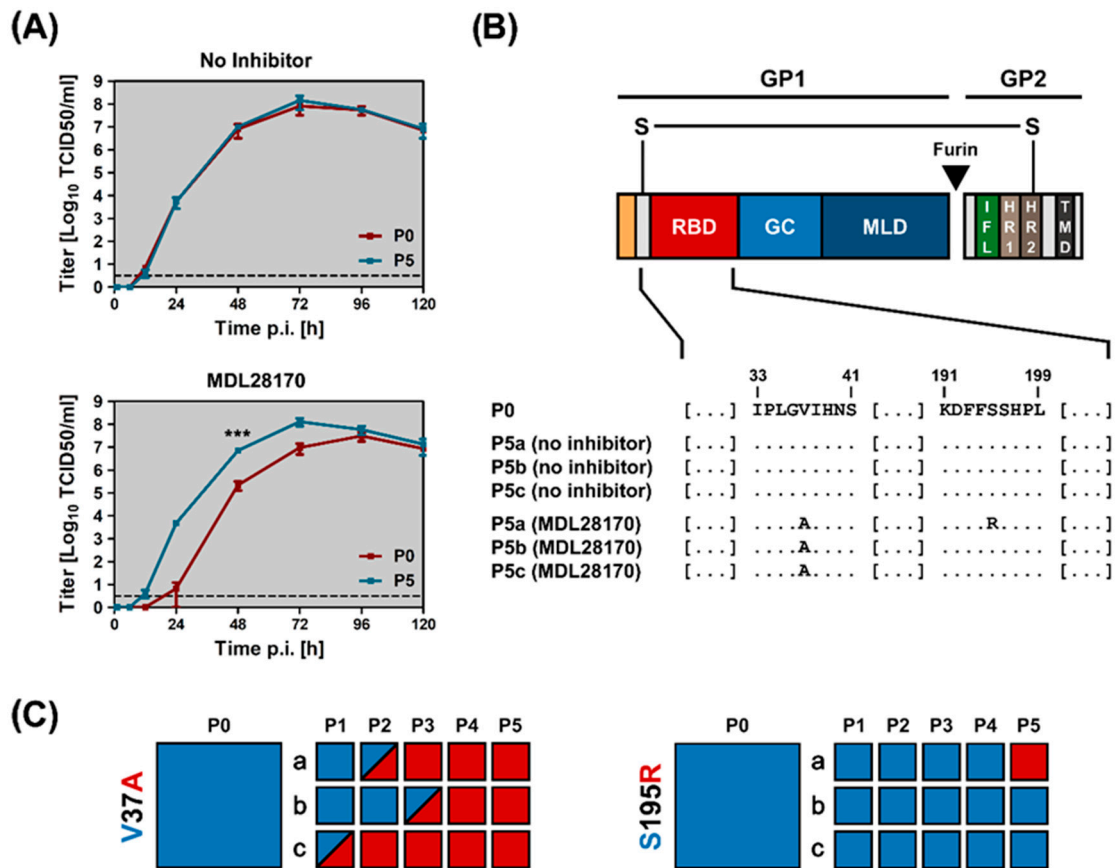 (A)
No Inhibitor
Titer [Log10 TCID50/ml]
9
8
7
6
5
4
3
2
1
0
P0
P5
0 24 48 72 96 120
Time p.i. [h]
MDL28170
Titer [Log10 TCID50/ml]
9
8
7
6
5
4
3
2
1
0
***
P0
P5
0 24 48 72 96 120
Time p.i. [h]
(B)
GP1 GP2
S S
Furin
RBD GC MLD IFL HR1 HR2 TMD
33 41 191 199
P0 [...] IPLGVIHNS [...] KDFFSSHPL [...]
P5a (no inhibitor) [...] ......... [...] ......... [...]
P5b (no inhibitor) [...] ......... [...] ......... [...]
P5c (no inhibitor) [...] ......... [...] ......... [...]
P5a (MDL28170) [...] ....A.... [...] ....R.... [...]
P5b (MDL28170) [...] ....A.... [...] ......... [...]
P5c (MDL28170) [...] ....A.... [...] ......... [...]
(C)
V37A
P0 P1 P2 P3 P4 P5
a
b
c
S195R
P0 P1 P2 P3 P4 P5
a
b
c